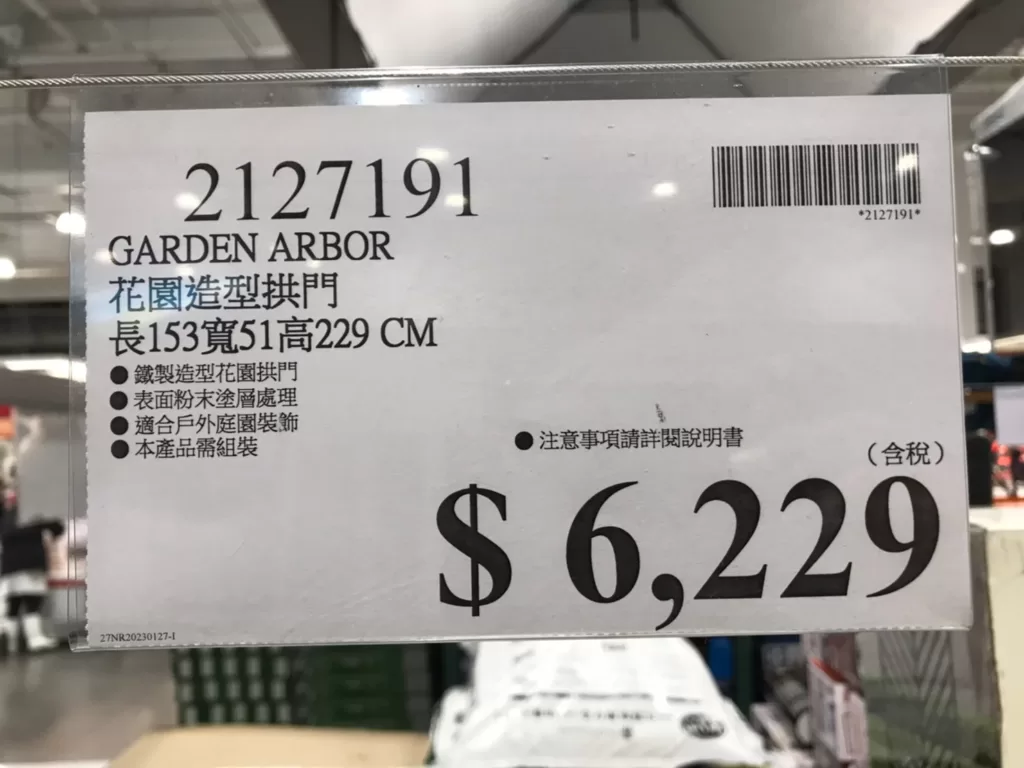 2127191
*2127191*
GARDEN ARBOR
花園造型拱門
長153寬51高229 CM
●鐵製造型花園拱門
●表面粉末塗層處理
●適合戶外庭園裝飾
●本產品需組裝
●注意事項請詳閱說明書
(含稅)
$ 6,229
27NR20230127-1